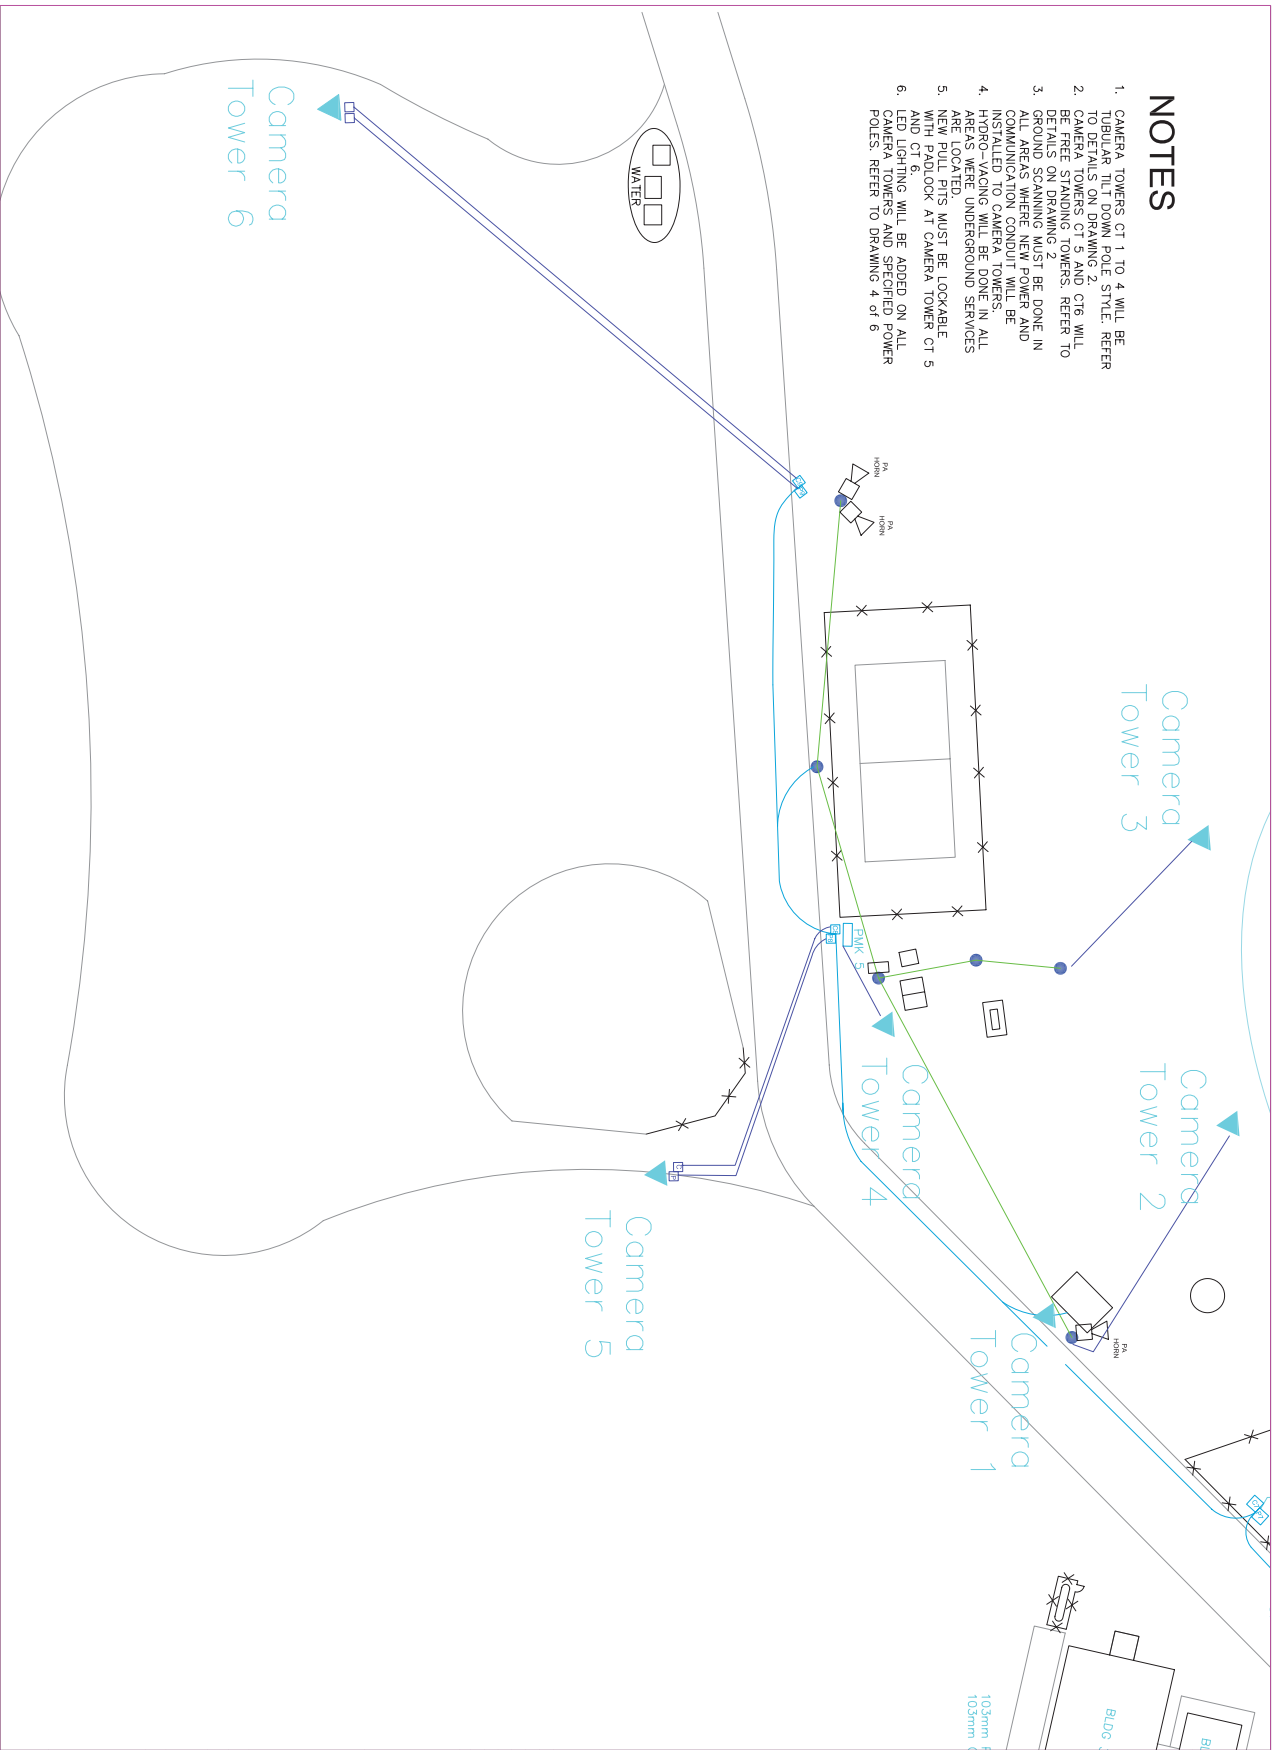 NOTES
1. CAMERA TOWERS CT 1 TO 4 WILL BE
TUBULAR TILT DOWN POLE STYLE. REFER
TO DETAILS ON DRAWING 2.
2. CAMERA TOWERS CT 5 AND CT6 WILL
BE FREE STANDING TOWERS. REFER TO
DETAILS ON DRAWING 2
3. GROUND SCANNING MUST BE DONE IN
ALL AREAS WHERE NEW POWER AND
COMMUNICATION CONDUIT WILL BE
INSTALLED TO CAMERA TOWERS.
4. HYDRO-VACING WILL BE DONE IN ALL
AREAS WERE UNDERGROUND SERVICES
ARE LOCATED.
5. NEW PULL PITS MUST BE LOCKABLE
WITH PADLOCK AT CAMERA TOWER CT 5
AND CT 6.
6. LED LIGHTING WILL BE ADDED ON ALL
CAMERA TOWERS AND SPECIFIED POWER
POLES. REFER TO DRAWING 4 of 6
Camera
Tower 3
Camera
Tower 2
PA
HORN
PA
HORN
PA
HORN
PMK 5
Camera
Tower 4
Camera
Tower 1
WATER
Camera
Tower 6
Camera
Tower 5
BLDG
103mm
103mm